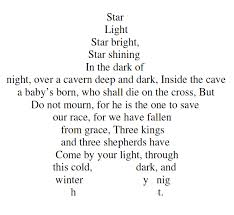 Star
Light
Star bright,
Star shining
In the dark of
night, over a cavern deep and dark, Inside the cave
a baby's born, who shall die on the cross, But
Do not mourn, for he is the one to save
our race, for we have fallen
from grace, Three kings
and three shepherds have
Come by your light, through
this cold, dark, and
winter y nig
h t.